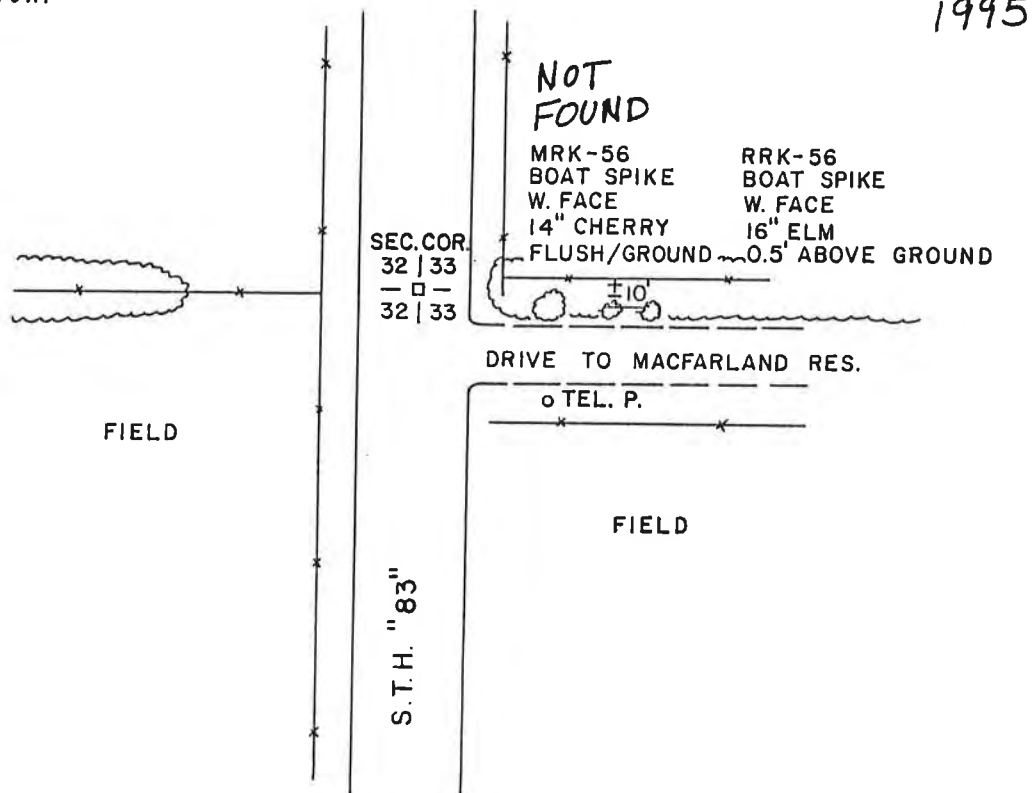 1995
NOT
FOUND
MRK-56
BOAT SPIKE
W. FACE
14" CHERRY
FLUSH/GROUND
RRK-56
BOAT SPIKE
W. FACE
16" ELM
0.5' ABOVE GROUND
SEC. COR.
32 | 33
32 | 33
±10'
DRIVE TO MACFARLAND RES.
TEL. P.
FIELD
FIELD
S.T.H. "83"